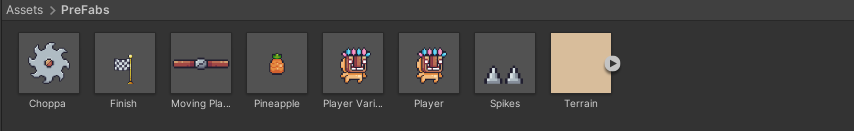 Assets > PreFabs
Choppa
Finish
Moving Pla...
Pineapple
Player Vari...
Player
Spikes
Terrain